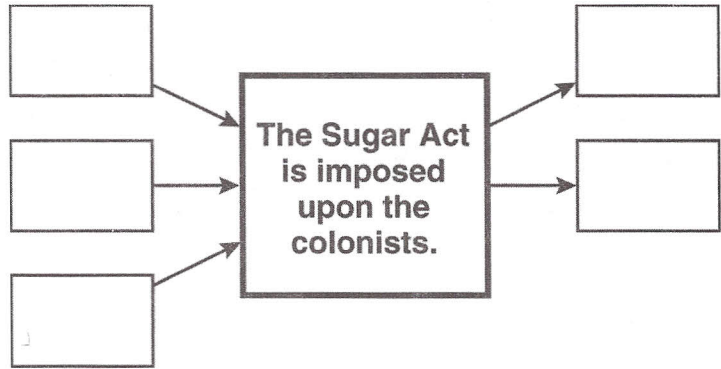 The Sugar Act
is imposed
upon the
colonists.